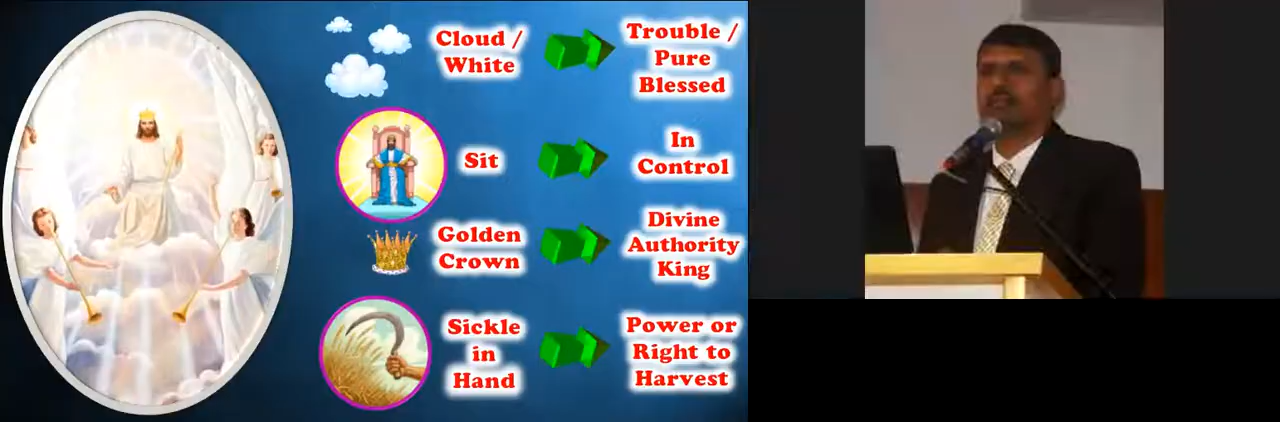 Cloud /
White
Trouble /
Pure
Blessed
Sit
In
Control
Golden
Crown
Divine
Authority
King
Sickle
in
Hand
Power or
Right to
Harvest